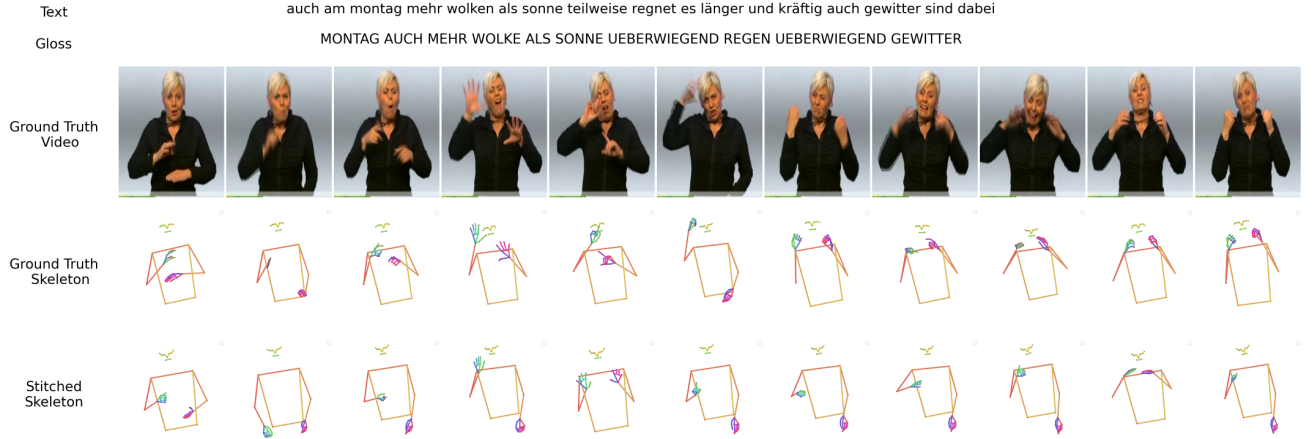 Text
auch am montag mehr wolken als sonne teilweise regnet es länger und kräftig auch gewitter sind dabei
Gloss
MONTAG AUCH MEHR WOLKE ALS SONNE UEBERWIEGEND REGEN UEBERWIEGEND GEWITTER
Ground Truth
Video
Ground Truth
Skeleton
Stitched
Skeleton